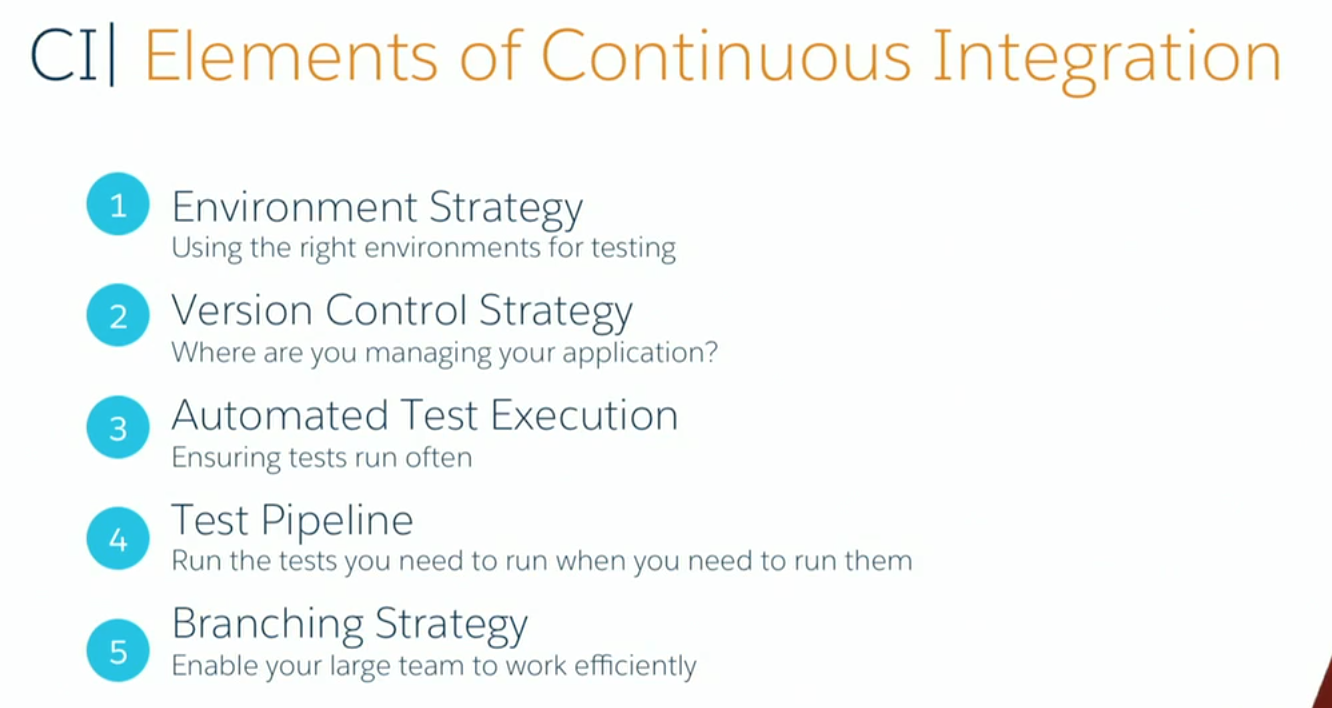 CI| Elements of Continuous Integration
1 Environment Strategy
Using the right environments for testing
2 Version Control Strategy
Where are you managing your application?
3 Automated Test Execution
Ensuring tests run often
4 Test Pipeline
Run the tests you need to run when you need to run them
5 Branching Strategy
Enable your large team to work efficiently